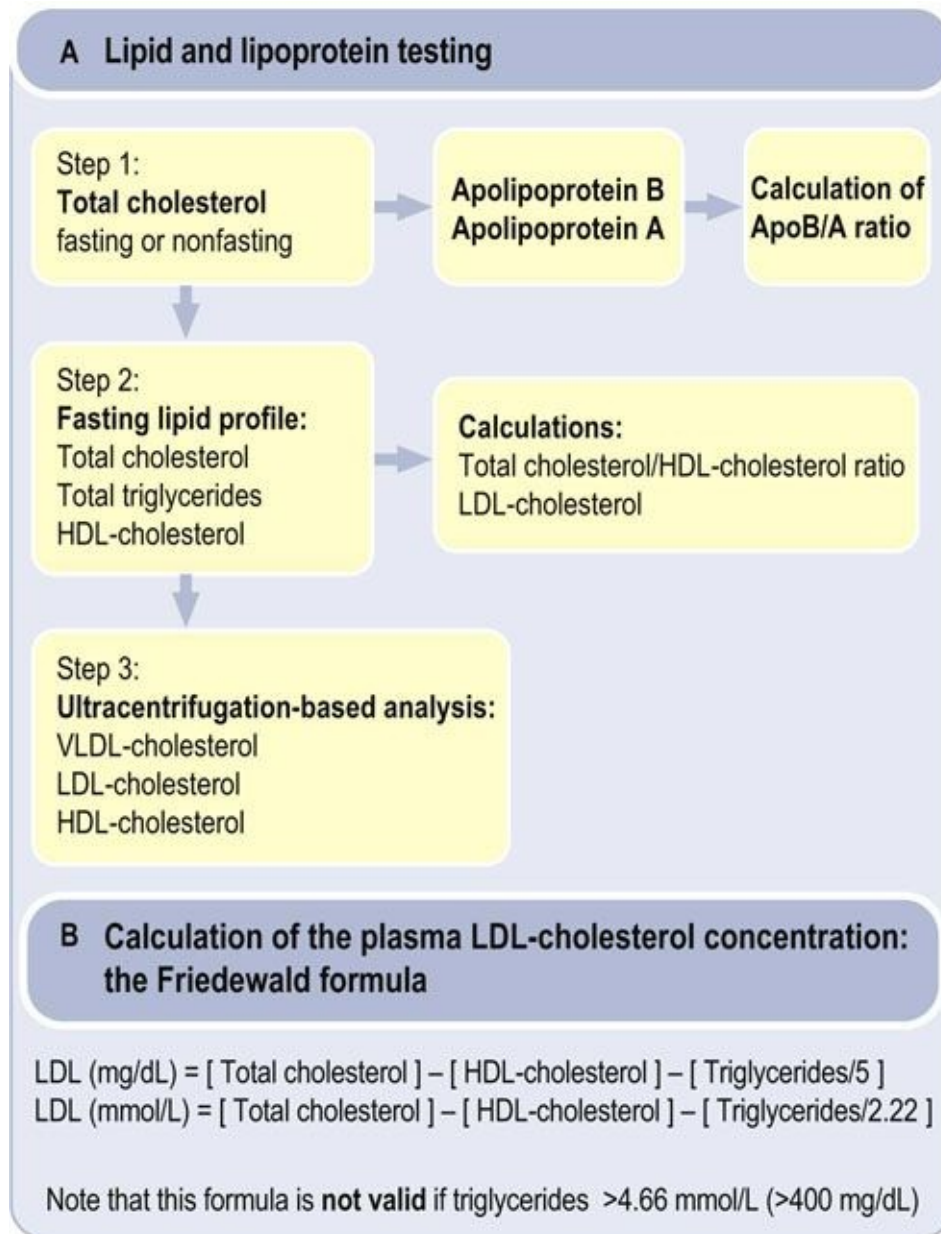 A Lipid and lipoprotein testing
Step 1:
Total cholesterol
fasting or nonfasting
Apolipoprotein B
Apolipoprotein A
Calculation of
ApoB/A ratio
Step 2:
Fasting lipid profile:
Total cholesterol
Total triglycerides
HDL-cholesterol
Calculations:
Total cholesterol/HDL-cholesterol ratio
LDL-cholesterol
Step 3:
Ultracentrifugation-based analysis:
VLDL-cholesterol
LDL-cholesterol
HDL-cholesterol
B Calculation of the plasma LDL-cholesterol concentration:
the Friedewald formula
LDL (mg/dL) = [ Total cholesterol ] – [ HDL-cholesterol ] – [ Triglycerides/5 ]
LDL (mmol/L) = [ Total cholesterol ] – [ HDL-cholesterol ] – [ Triglycerides/2.22 ]
Note that this formula is not valid if triglycerides >4.66 mmol/L (>400 mg/dL)